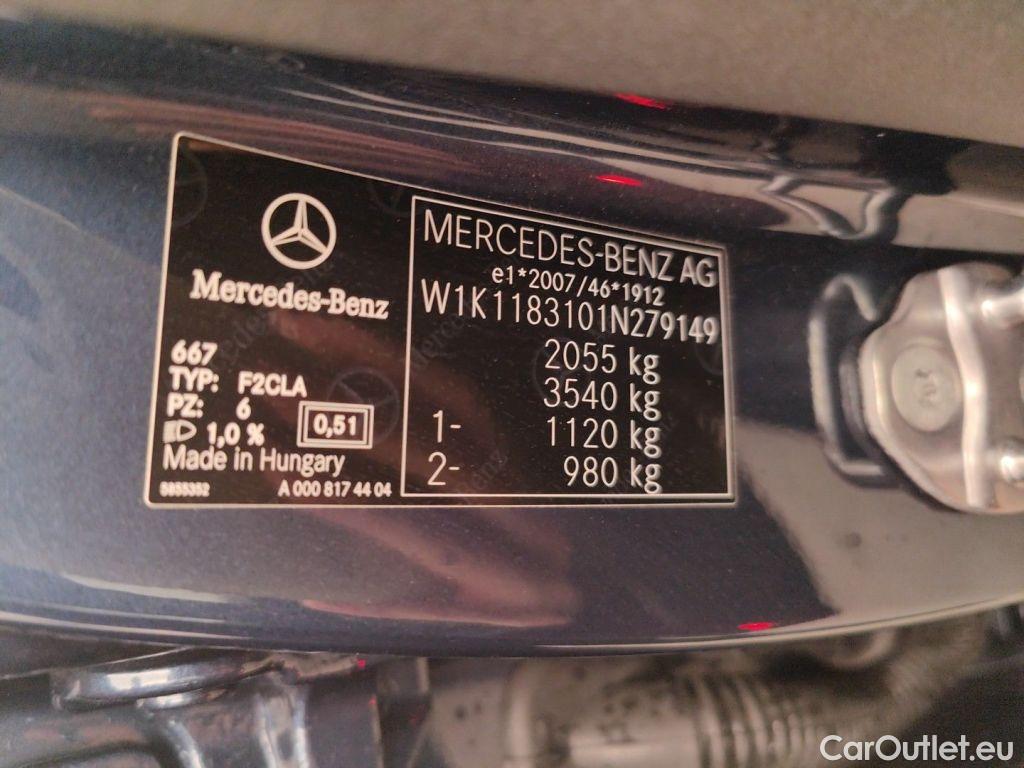 Mercedes-Benz
667
TYP: F2CLA
PZ: 6
1,0 % 0,51
Made in Hungary
5855352 A 000 817 44 04
MERCEDES-BENZ AG
e1*2007/46*1912
W1K1183101N279149
2055 kg
3540 kg
1- 1120 kg
2- 980 kg
CarOutlet.eu